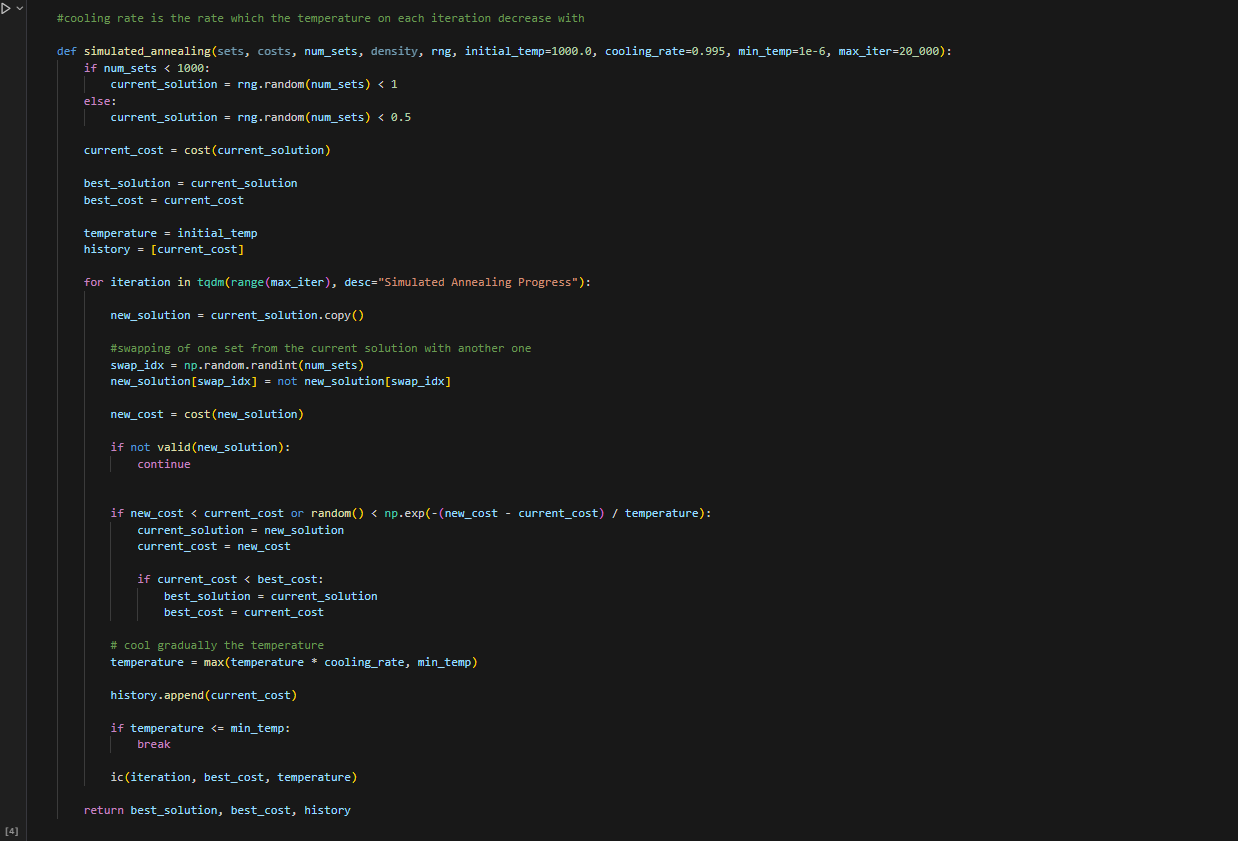 #cooling rate is the rate which the temperature on each iteration decrease with
def simulated_annealing(sets, costs, num_sets, density, rng, initial_temp=1000.0, cooling_rate=0.995, min_temp=1e-6, max_iter=20_000):
    if num_sets < 1000:
        current_solution = rng.random(num_sets) < 1
    else:
        current_solution = rng.random(num_sets) < 0.5
    current_cost = cost(current_solution)
    best_solution = current_solution
    best_cost = current_cost
    temperature = initial_temp
    history = [current_cost]
    for iteration in tqdm(range(max_iter), desc="Simulated Annealing Progress"):
        new_solution = current_solution.copy()
        #swapping of one set from the current solution with another one
        swap_idx = np.random.randint(num_sets)
        new_solution[swap_idx] = not new_solution[swap_idx]
        new_cost = cost(new_solution)
        if not valid(new_solution):
            continue
        if new_cost < current_cost or random() < np.exp(-(new_cost - current_cost) / temperature):
            current_solution = new_solution
            current_cost = new_cost
            if current_cost < best_cost:
                best_solution = current_solution
                best_cost = current_cost
        # cool gradually the temperature
        temperature = max(temperature * cooling_rate, min_temp)
        history.append(current_cost)
        if temperature <= min_temp:
            break
        ic(iteration, best_cost, temperature)
    return best_solution, best_cost, history
[4]